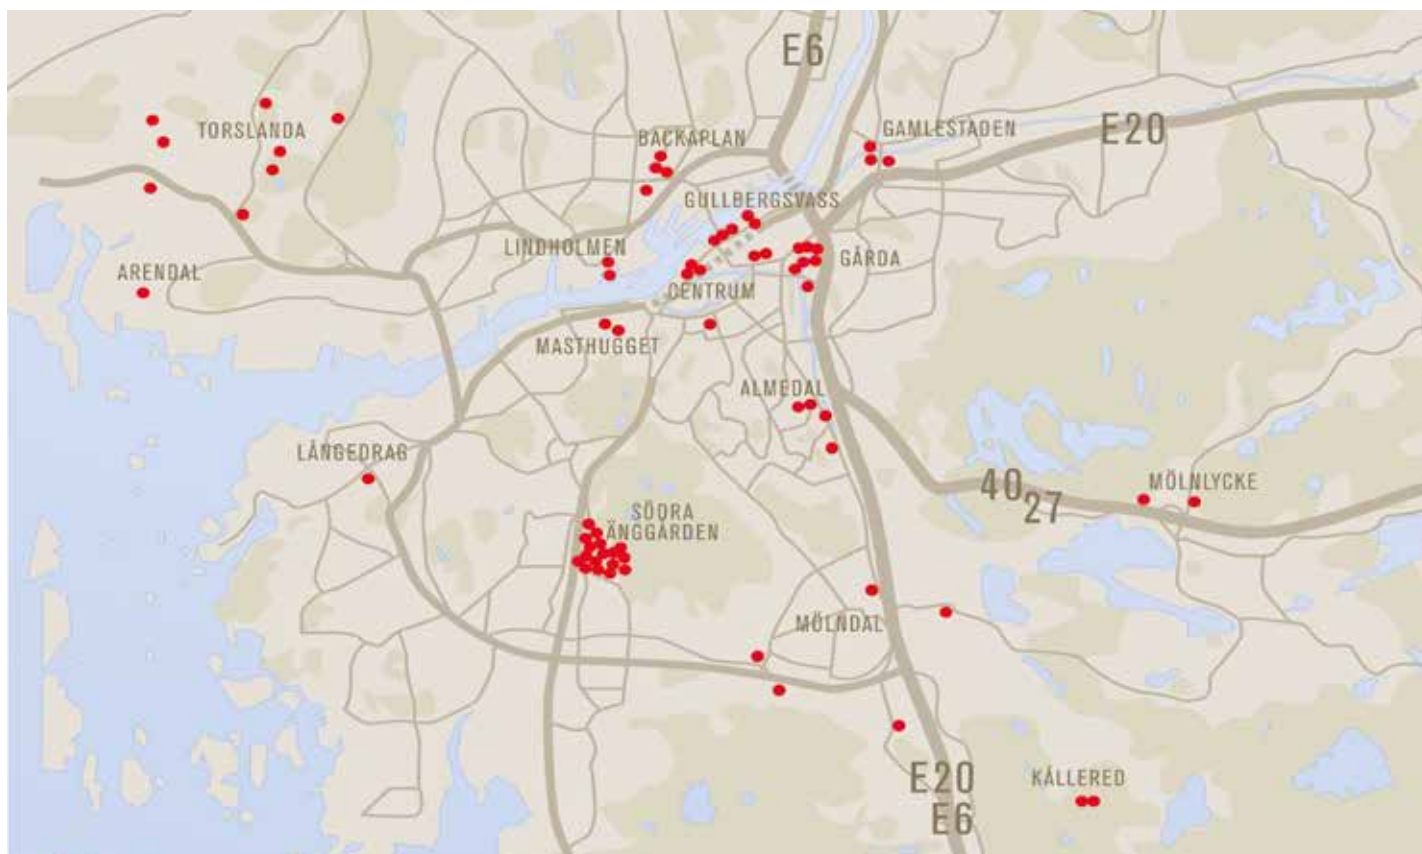 E6
TORSLANDA
BACKAPLAN
GAMLESTADEN
E20
GULLBERGSVASS
LINDHOLMEN
GÅRDA
ARENDAL
CENTRUM
MASTHUGGET
ALMEDAL
LÅNGEDRAG
40
27
MÖLNLYCKE
SÖDRA
ÄNGGÅRDEN
MÖLNDAL
E20
E6
KÅLLERED